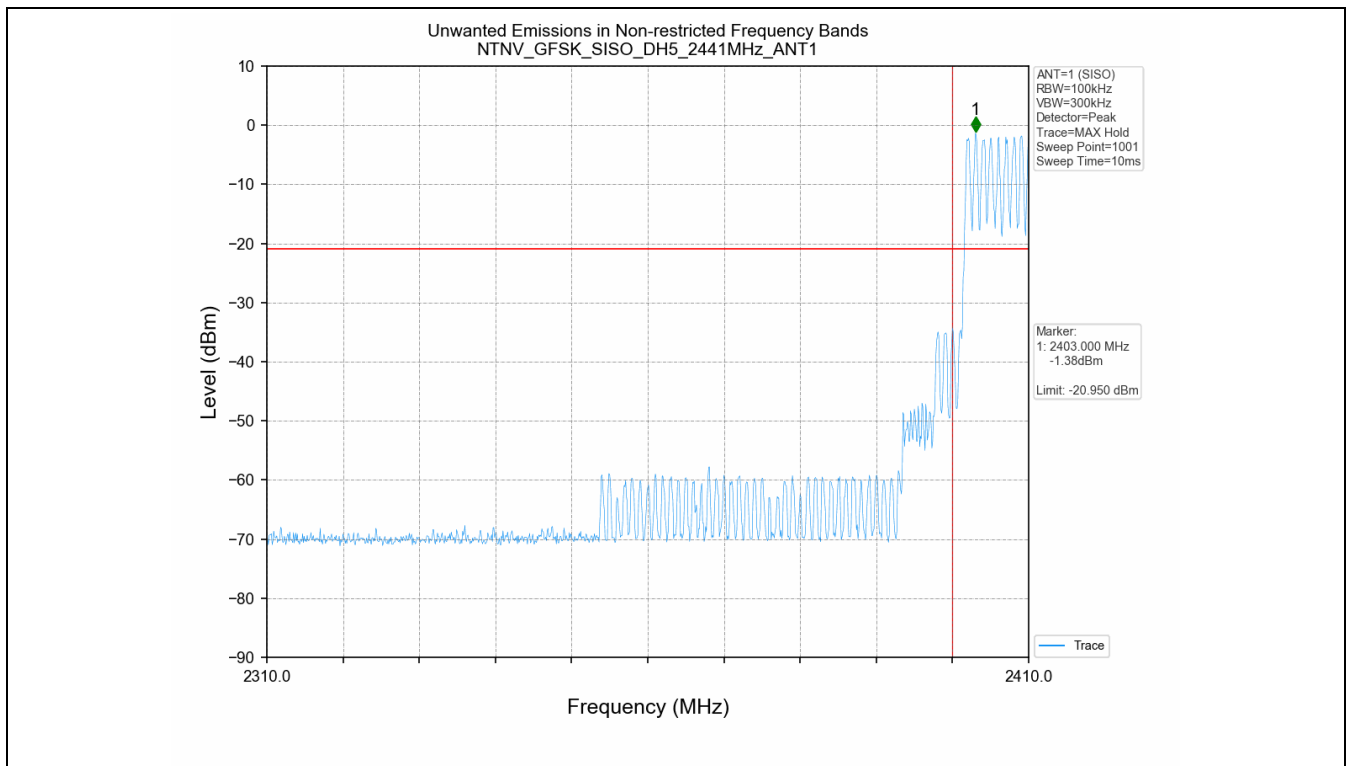 Unwanted Emissions in Non-restricted Frequency Bands
NTNV_GFSK_SISO_DH5_2441MHz_ANT1
ANT=1 (SISO)
RBW=100kHz
VBW=300kHz
Detector=Peak
Trace=MAX Hold
Sweep Point=1001
Sweep Time=10ms
1
10
0
−10
−20
−30
−40
−50
−60
−70
−80
−90
Level (dBm)
Marker:
1: 2403.000 MHz
-1.38dBm
Limit: -20.950 dBm
Trace
2310.0
2410.0
Frequency (MHz)